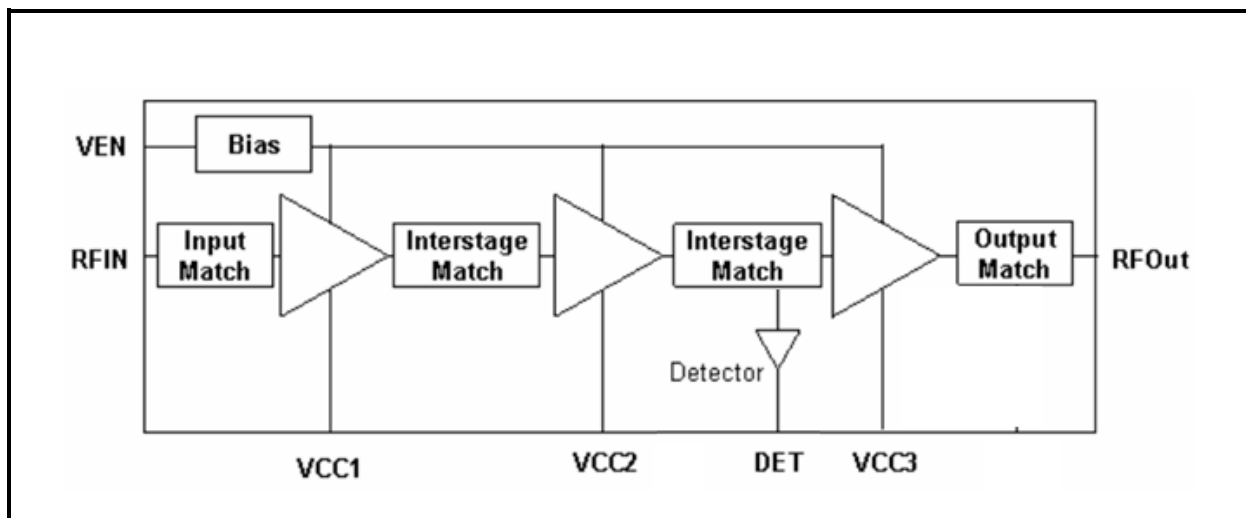 VEN
Bias
RFIN
Input
Match
Interstage
Match
Interstage
Match
Output
Match
RFOut
Detector
VCC1
VCC2
DET
VCC3